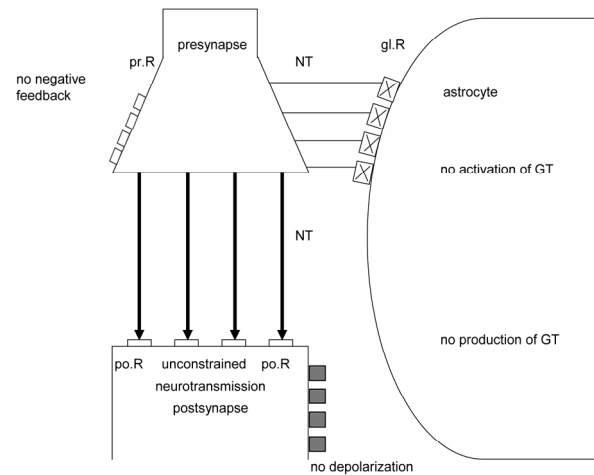 presynapse
NT
gl.R
pr.R
no negative
feedback
astrocyte
no activation of GT
NT
no production of GT
po.R
unconstrained
po.R
neurotransmission
postsynapse
no depolarization